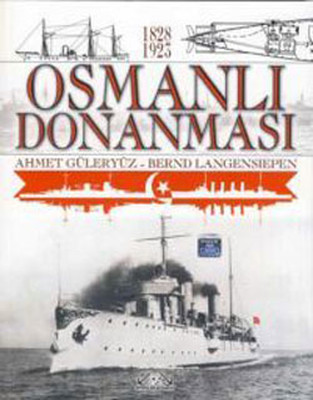 1828
1923
OSMANLI
DONANMASI
AHMET GÜLERYÜZ - BERND LANGENSIEPEN